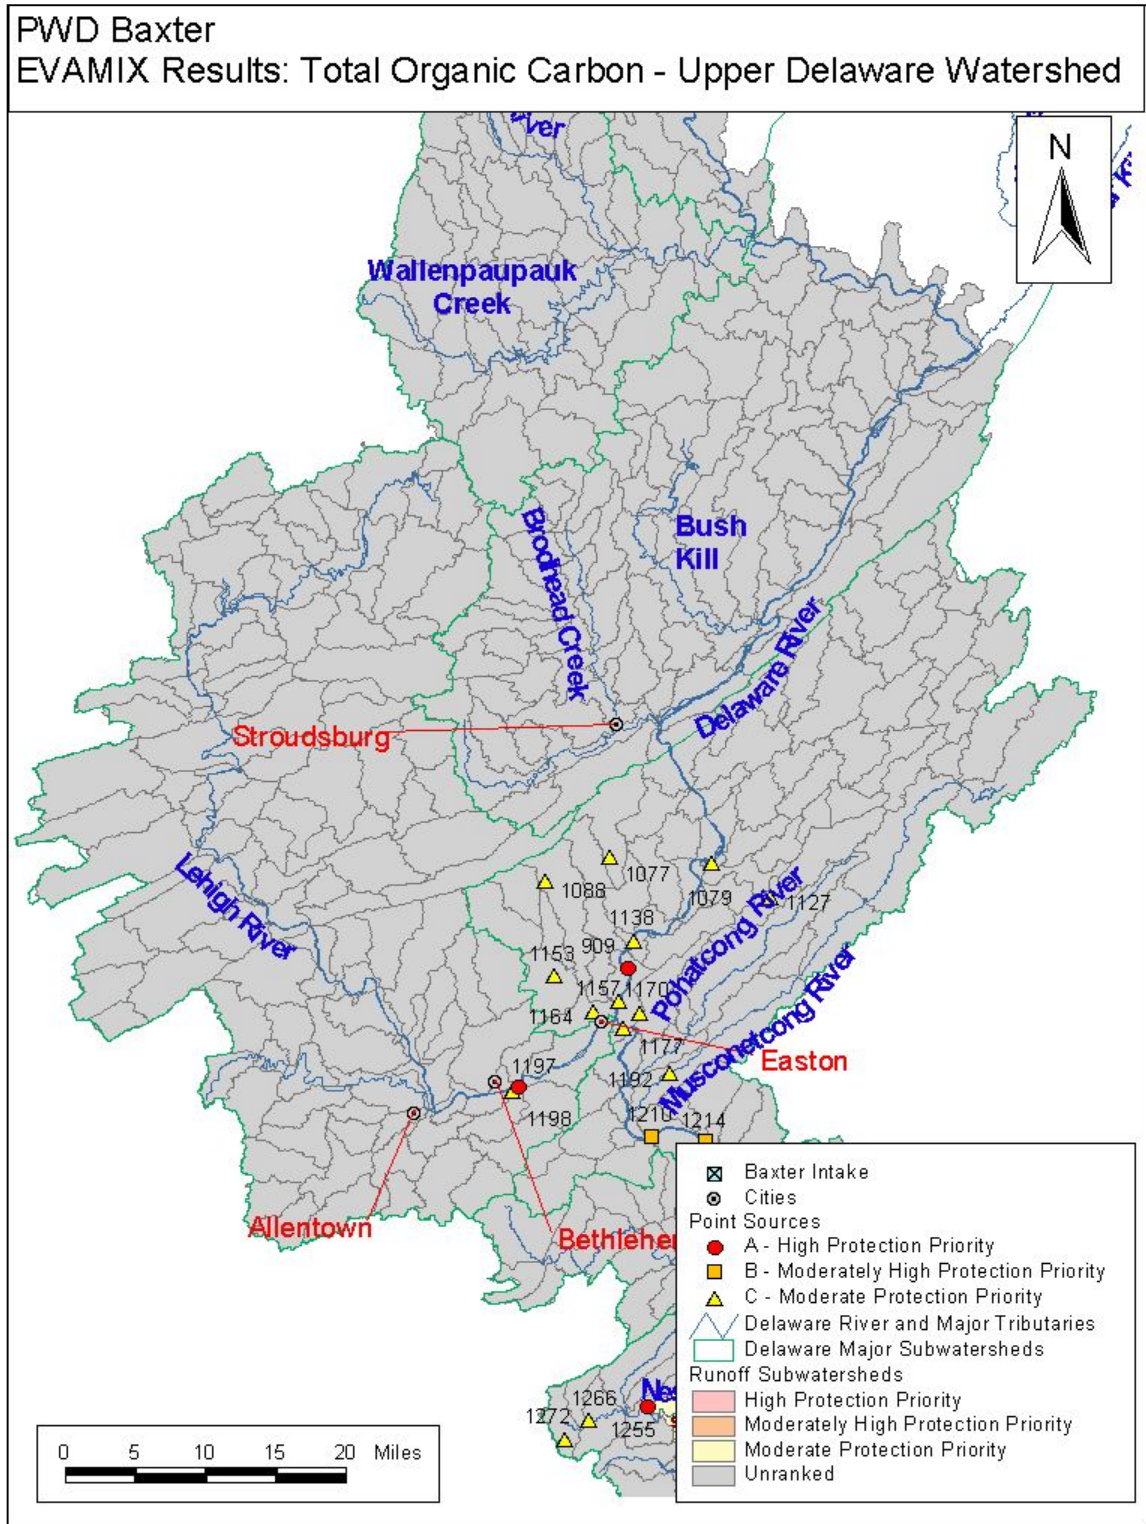 PWD Baxter
EVAMIX Results: Total Organic Carbon - Upper Delaware Watershed
N
Wallenpaupauk
Creek
Brodhead Creek
Bush
Kill
Delaware River
Stroudsburg
Lehigh River
1077
1088
1079
1127
1138
909
1153
Pohatcong River
1157
1170
1164
1177
Musconetcong River
Easton
1197
1192
1198
1210
1214
Allentown
Bethlehem
Baxter Intake
Cities
Point Sources
A - High Protection Priority
B - Moderately High Protection Priority
C - Moderate Protection Priority
Delaware River and Major Tributaries
Delaware Major Subwatersheds
Runoff Subwatersheds
High Protection Priority
Moderately High Protection Priority
Moderate Protection Priority
Unranked
1266
1272
1255
0 5 10 15 20 Miles